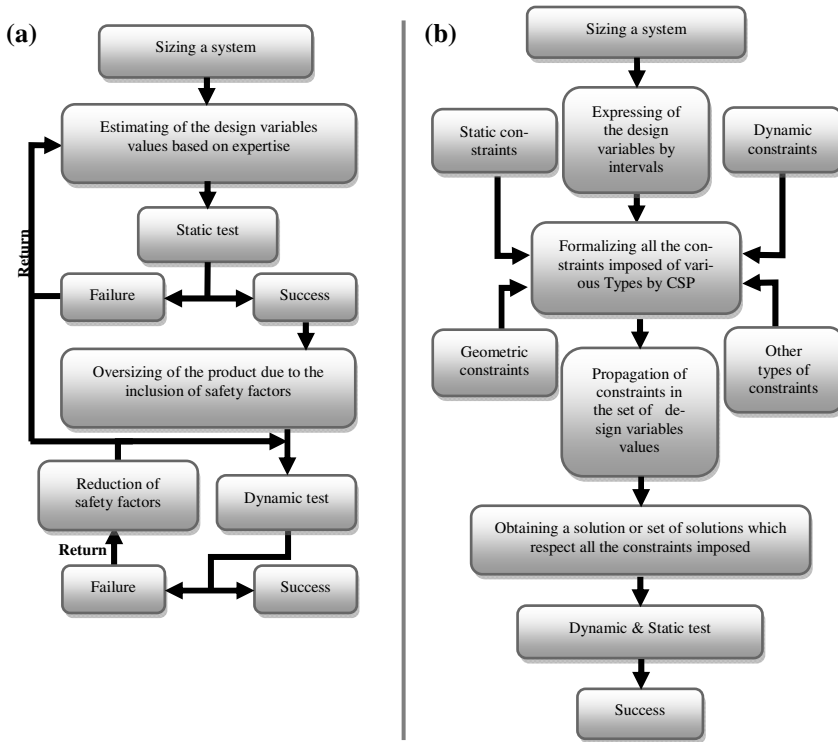 (a)
Sizing a system
Estimating of the design variables
values based on expertise
Static test
Return
Failure
Success
Oversizing of the product due to the
inclusion of safety factors
Reduction of
safety factors
Dynamic test
Return
Failure
Success
(b)
Sizing a system
Static con-
straints
Expressing of
the design
variables by
intervals
Dynamic
constraints
Formalizing all the con-
straints imposed of vari-
ous Types by CSP
Geometric
constraints
Other
types of
constraints
Propagation of
constraints in
the set of de-
sign variables
values
Obtaining a solution or set of solutions which
respect all the constraints imposed
Dynamic & Static test
Success